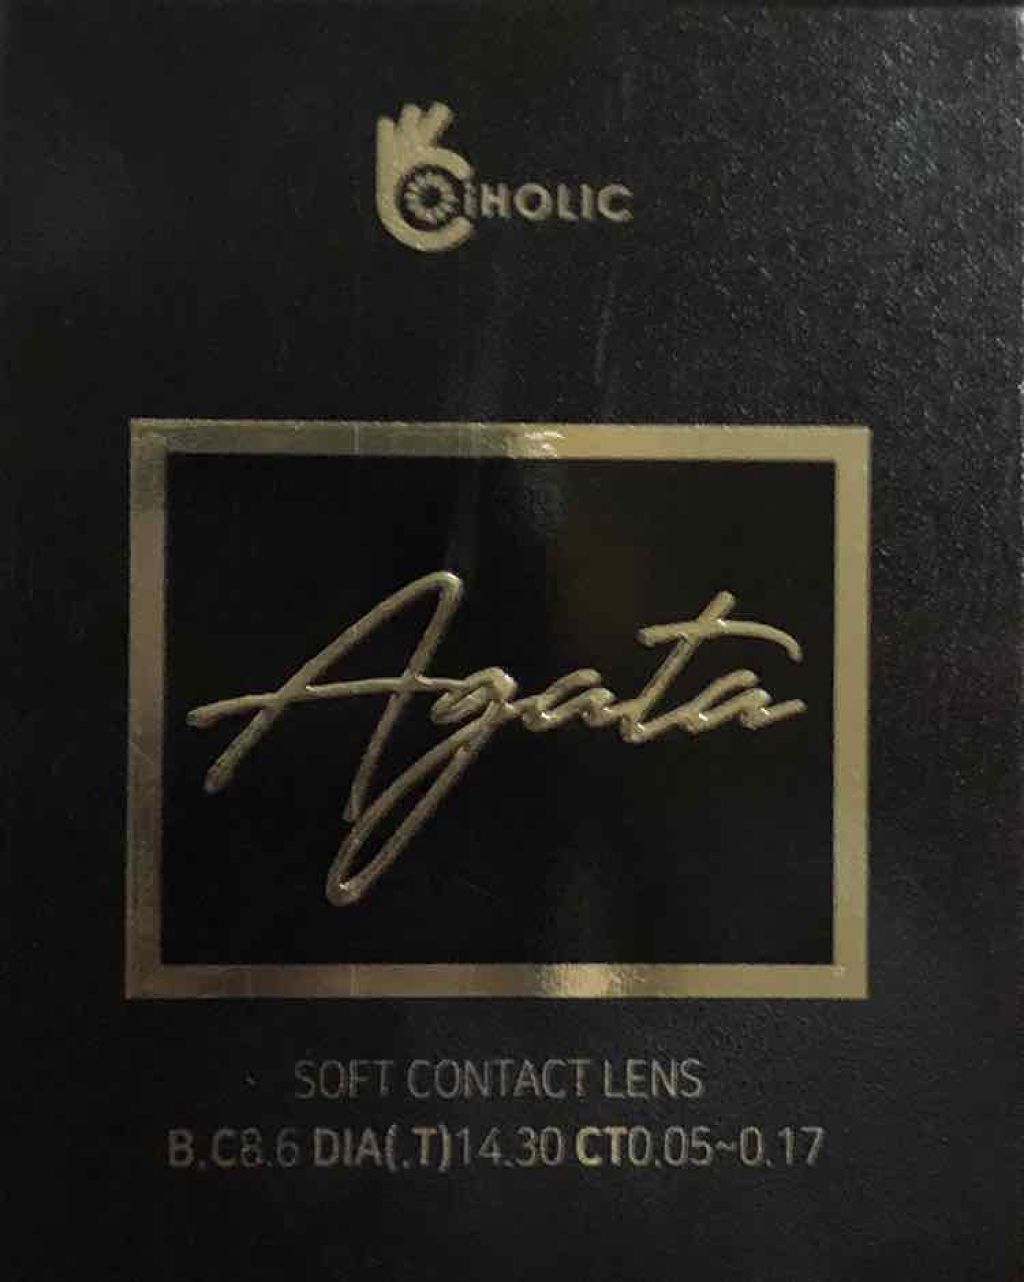 iHOLIC
Agata
SOFT CONTACT LENS
B.C8.6 DIA(.T)14.30 CT0.05~0.17